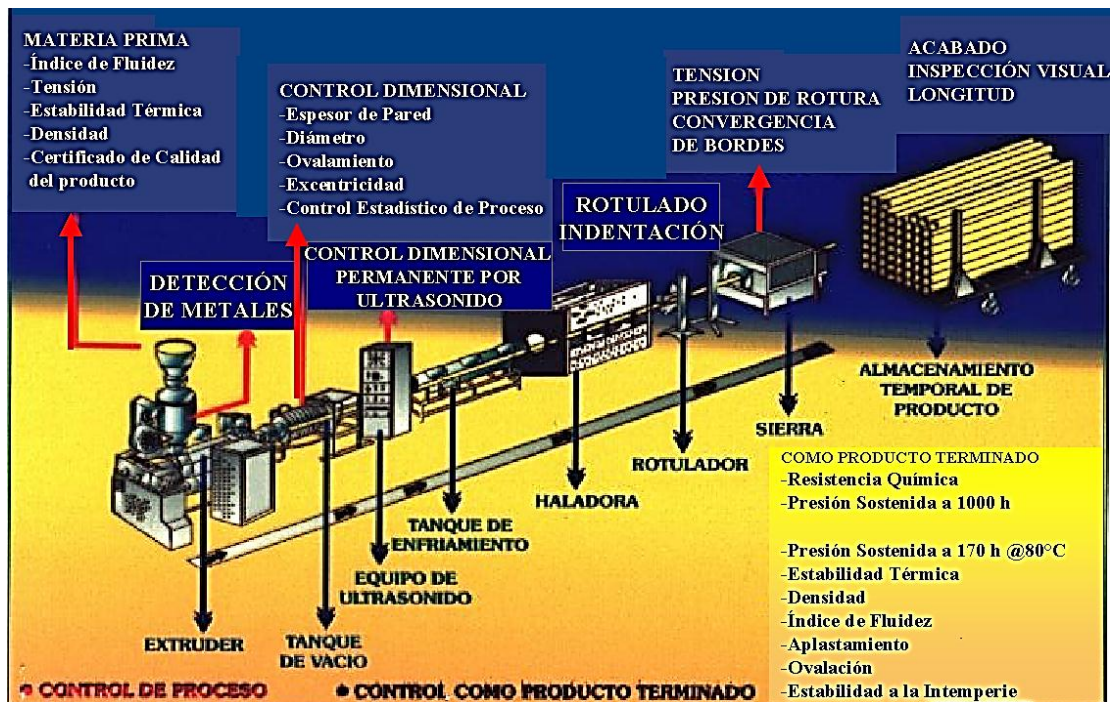 MATERIA PRIMA
-Índice de Fluidez
-Tensión
-Estabilidad Térmica
-Densidad
-Certificado de Calidad
del producto
CONTROL DIMENSIONAL
-Espesor de Pared
-Diámetro
-Ovalamiento
-Excentricidad
-Control Estadístico de Proceso
TENSION
PRESION DE ROTURA
CONVERGENCIA
DE BORDES
ACABADO
INSPECCIÓN VISUAL
LONGITUD
DETECCIÓN
DE METALES
CONTROL DIMENSIONAL
PERMANENTE POR
ULTRASONIDO
ROTULADO
INDENTACIÓN
EXTRUDER
TANQUE
DE VACIO
EQUIPO DE
ULTRASONIDO
TANQUE DE
ENFRIAMIENTO
HALADORA
ROTULADOR
SIERRA
ALMACENAMIENTO
TEMPORAL DE
PRODUCTO
COMO PRODUCTO TERMINADO
-Resistencia Química
-Presión Sostenida a 1000 h
-Presión Sostenida a 170 h @80°C
-Estabilidad Térmica
-Densidad
-Índice de Fluidez
-Aplastamiento
-Ovalación
-Estabilidad a la Intemperie
CONTROL DE PROCESO
CONTROL COMO PRODUCTO TERMINADO